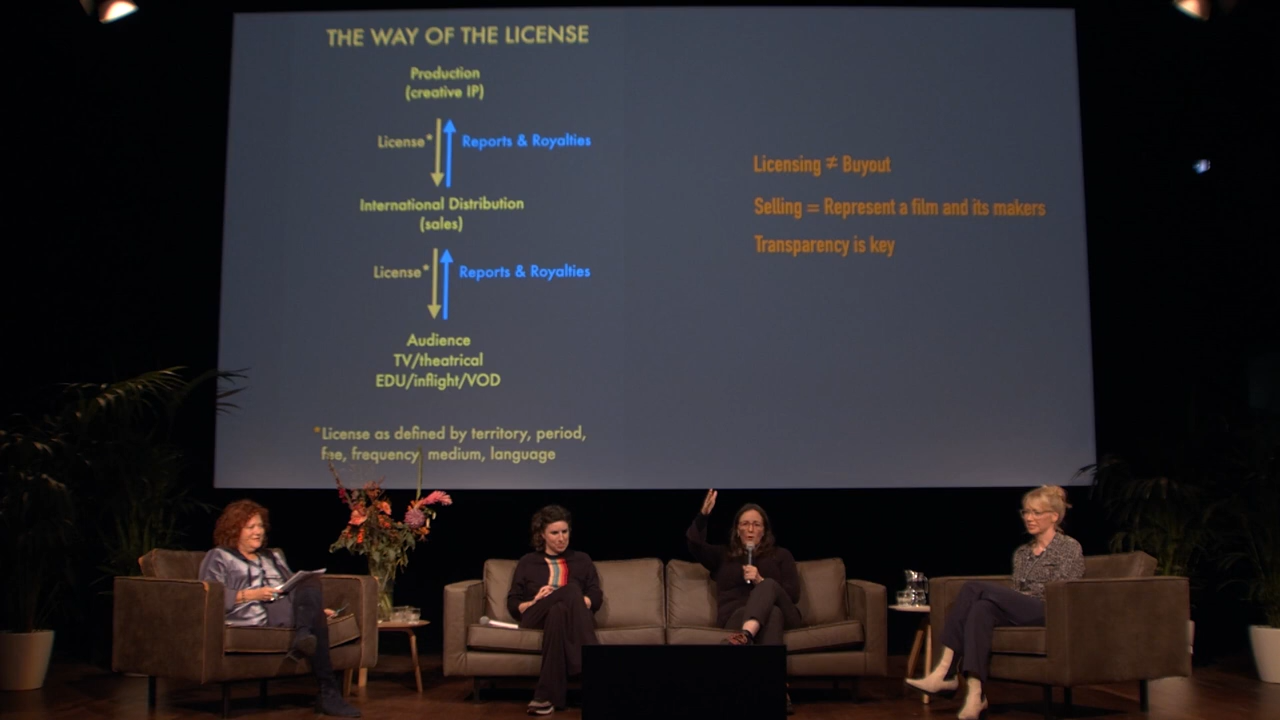 THE WAY OF THE LICENSE
Production
(creative IP)
License*
Reports & Royalties
International Distribution
(sales)
License*
Reports & Royalties
Audience
TV/theatrical
EDU/inflight/VOD
*License as defined by territory, period,
fee, frequency, medium, language
Licensing ≠ Buyout
Selling = Represent a film and its makers
Transparency is key